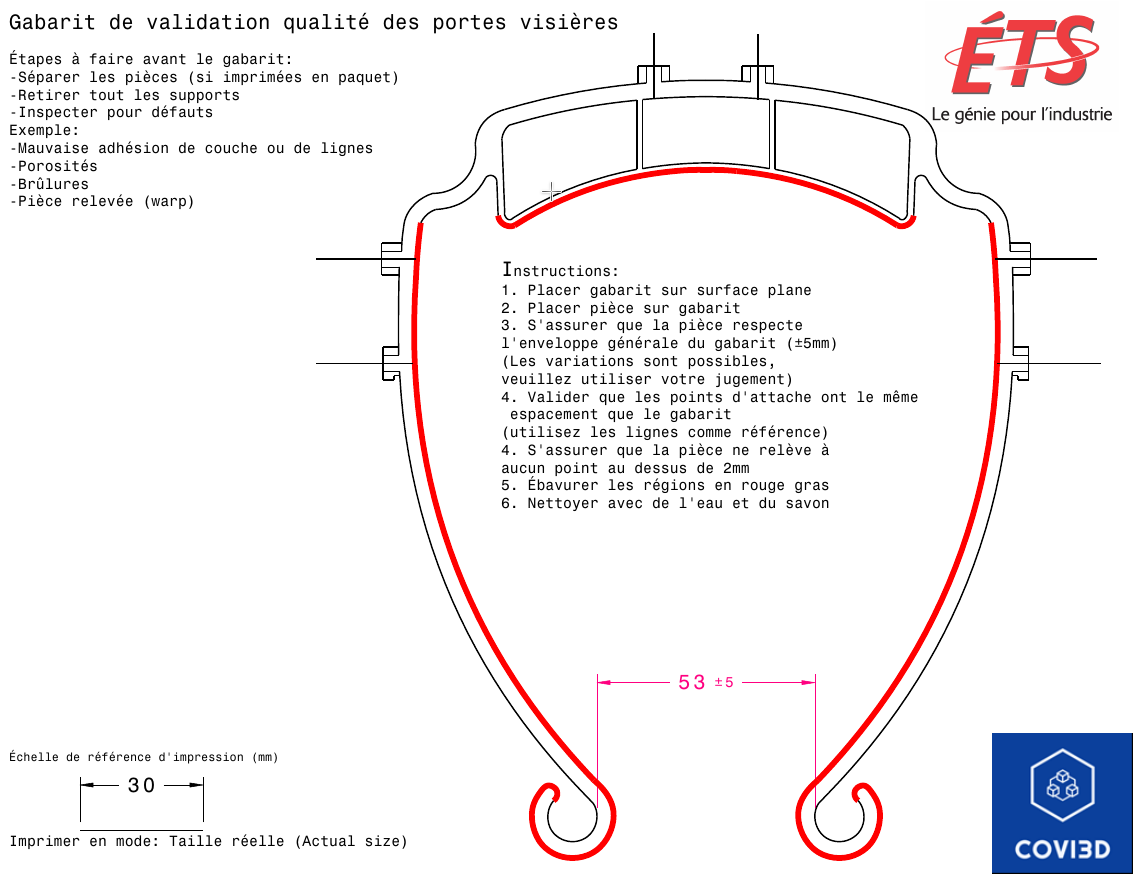 Gabarit de validation qualité des portes visières
Étapes à faire avant le gabarit:
-Séparer les pièces (si imprimées en paquet)
-Retirer tout les supports
-Inspecter pour défauts
Exemple:
-Mauvaise adhésion de couche ou de lignes
-Porosités
-Brûlures
-Pièce relevée (warp)
ÉTS
Le génie pour l'industrie
Instructions:
1. Placer gabarit sur surface plane
2. Placer pièce sur gabarit
3. S'assurer que la pièce respecte
l'enveloppe générale du gabarit (±5mm)
(Les variations sont possibles,
veuillez utiliser votre jugement)
4. Valider que les points d'attache ont le même
espacement que le gabarit
(utilisez les lignes comme référence)
4. S'assurer que la pièce ne relève à
aucun point au dessus de 2mm
5. Ébavurer les régions en rouge gras
6. Nettoyer avec de l'eau et du savon
53 ±5
Échelle de référence d'impression (mm)
30
Imprimer en mode: Taille réelle (Actual size)
COVI3D